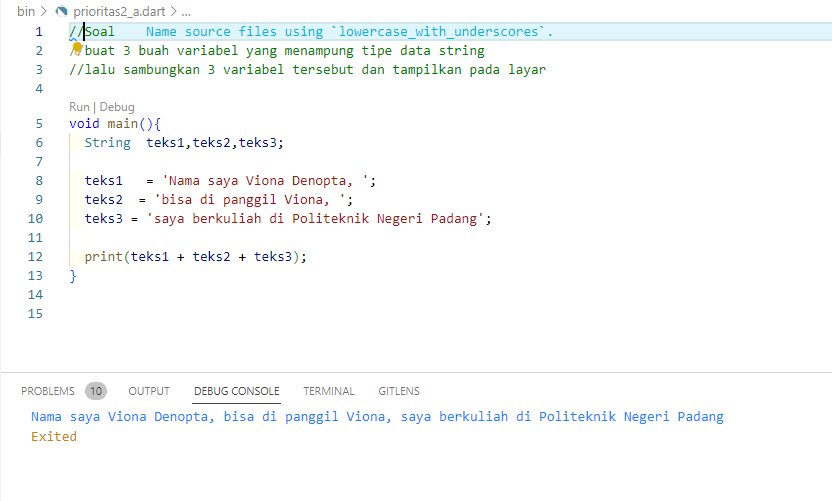 bin > prioritas2_a.dart > ...
1 //Soal    Name source files using `lowercase_with_underscores`.
2 //buat 3 buah variabel yang menampung tipe data string
3 //lalu sambungkan 3 variabel tersebut dan tampilkan pada layar
4
Run | Debug
5 void main(){
6   String  teks1,teks2,teks3;
7
8   teks1   = 'Nama saya Viona Denopta, ';
9   teks2  = 'bisa di panggil Viona, ';
10   teks3 = 'saya berkuliah di Politeknik Negeri Padang';
11
12   print(teks1 + teks2 + teks3);
13 }
14
15
PROBLEMS 10 OUTPUT DEBUG CONSOLE TERMINAL GITLENS
Nama saya Viona Denopta, bisa di panggil Viona, saya berkuliah di Politeknik Negeri Padang
Exited